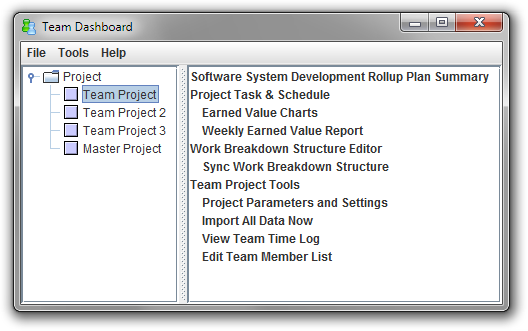 Team Dashboard
File Tools Help
Project
Team Project
Team Project 2
Team Project 3
Master Project
Software System Development Rollup Plan Summary
Project Task & Schedule
Earned Value Charts
Weekly Earned Value Report
Work Breakdown Structure Editor
Sync Work Breakdown Structure
Team Project Tools
Project Parameters and Settings
Import All Data Now
View Team Time Log
Edit Team Member List